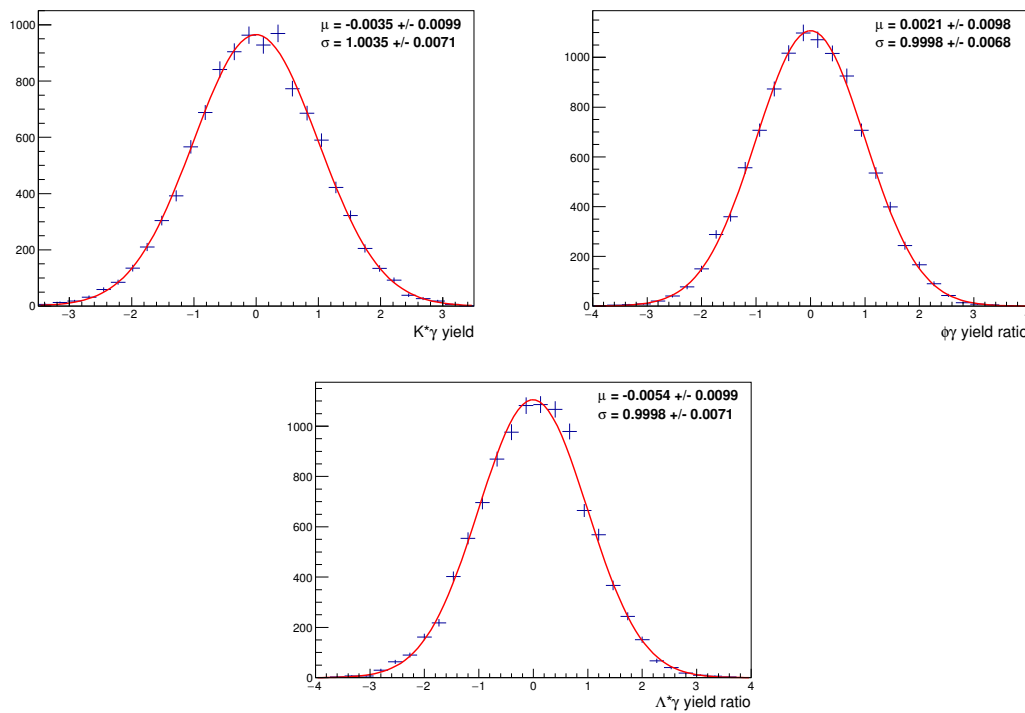 μ = -0.0035 +/- 0.0099
σ = 1.0035 +/- 0.0071
1000
800
600
400
200
0
−3 −2 −1 0 1 2 3
K*γ yield
μ = 0.0021 +/- 0.0098
σ = 0.9998 +/- 0.0068
1000
800
600
400
200
0
−4 −3 −2 −1 0 1 2 3 4
ϕγ yield ratio
μ = -0.0054 +/- 0.0099
σ = 0.9998 +/- 0.0071
1000
800
600
400
200
0
−4 −3 −2 −1 0 1 2 3 4
Λ*γ yield ratio